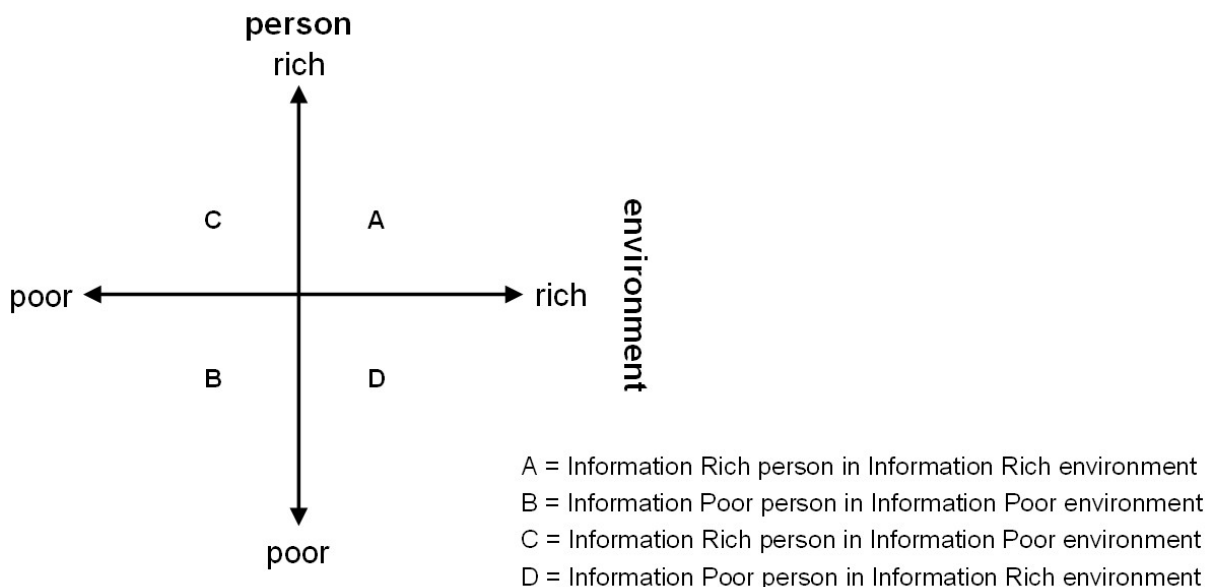 person
rich
C
A
environment
poor
rich
B
D
poor
A = Information Rich person in Information Rich environment
B = Information Poor person in Information Poor environment
C = Information Rich person in Information Poor environment
D = Information Poor person in Information Rich environment